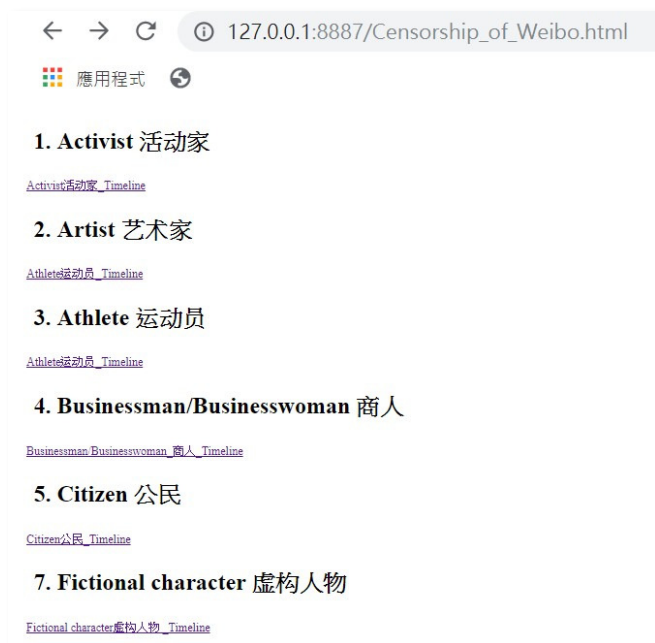 127.0.0.1:8887/Censorship_of_Weibo.html
應用程式
1. Activist 活动家
Activist活动家_Timeline
2. Artist 艺术家
Athlete运动员_Timeline
3. Athlete 运动员
Athlete运动员_Timeline
4. Businessman/Businesswoman 商人
Businessman/Businesswoman_商人_Timeline
5. Citizen 公民
Citizen公民_Timeline
7. Fictional character 虚构人物
Fictional character虚构人物_Timeline